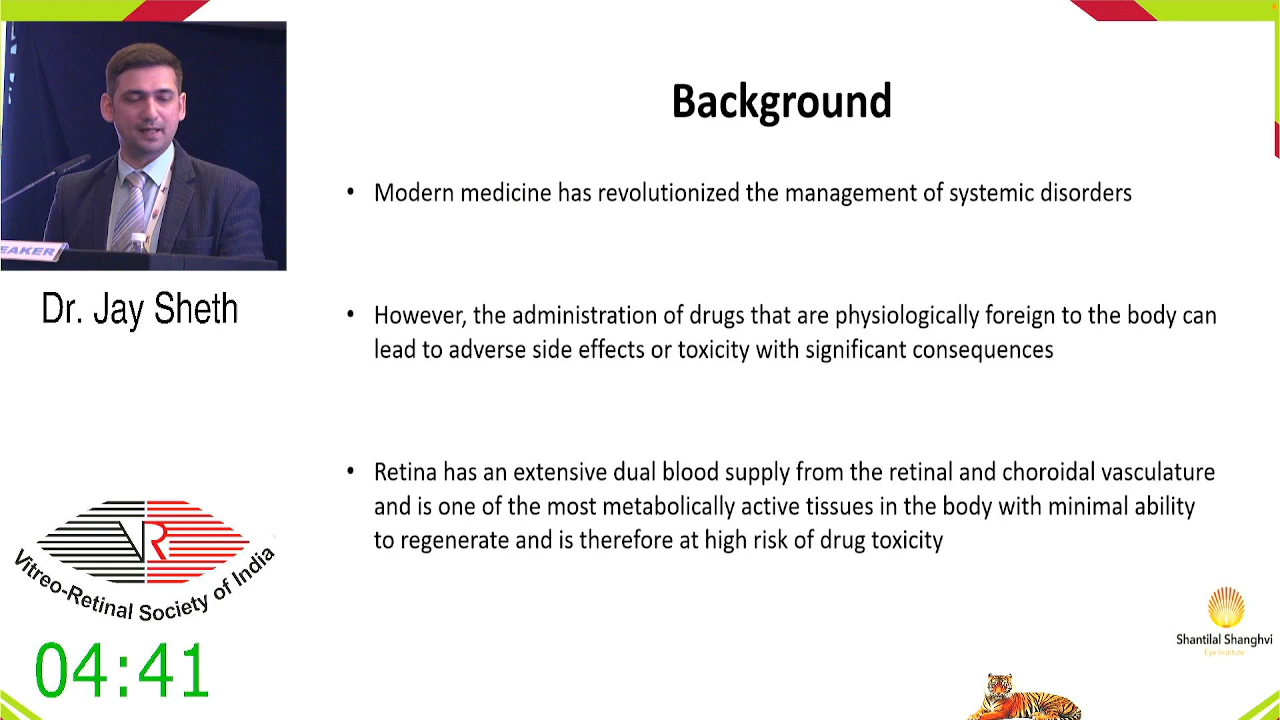 Background
• Modern medicine has revolutionized the management of systemic disorders
• However, the administration of drugs that are physiologically foreign to the body can
lead to adverse side effects or toxicity with significant consequences
• Retina has an extensive dual blood supply from the retinal and choroidal vasculature
and is one of the most metabolically active tissues in the body with minimal ability
to regenerate and is therefore at high risk of drug toxicity
EAKER
Dr. Jay Sheth
VR
Vitreo-Retinal Society of India
04:41
Shantilal Shanghvi
Eye Institute